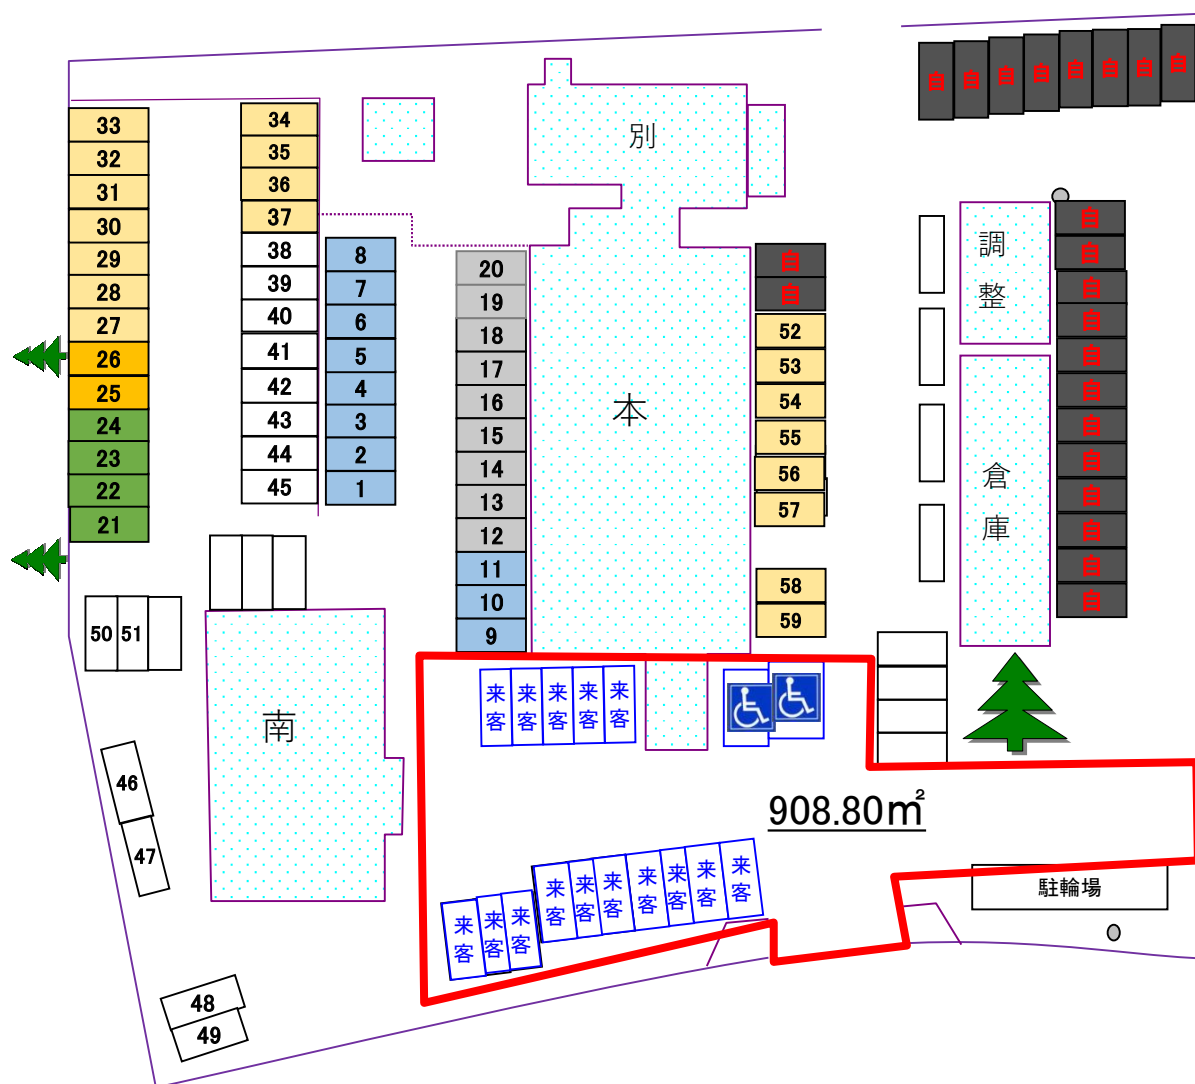 自
自
自
自
自
自
自
自
別
33
32
31
30
29
28
27
26
25
24
23
22
21
34
35
36
37
38
39
40
41
42
43
44
45
8
7
6
5
4
3
2
1
20
19
18
17
16
15
14
13
12
11
10
9
本
自
自
52
53
54
55
56
57
58
59
調
整
倉
庫
自
自
自
自
自
自
自
自
自
自
自
自
50
51
南
46
47
48
49
来客
来客
来客
来客
来客
908.80㎡
来客
来客
来客
来客
来客
来客
来客
来客
来客
来客
駐輪場